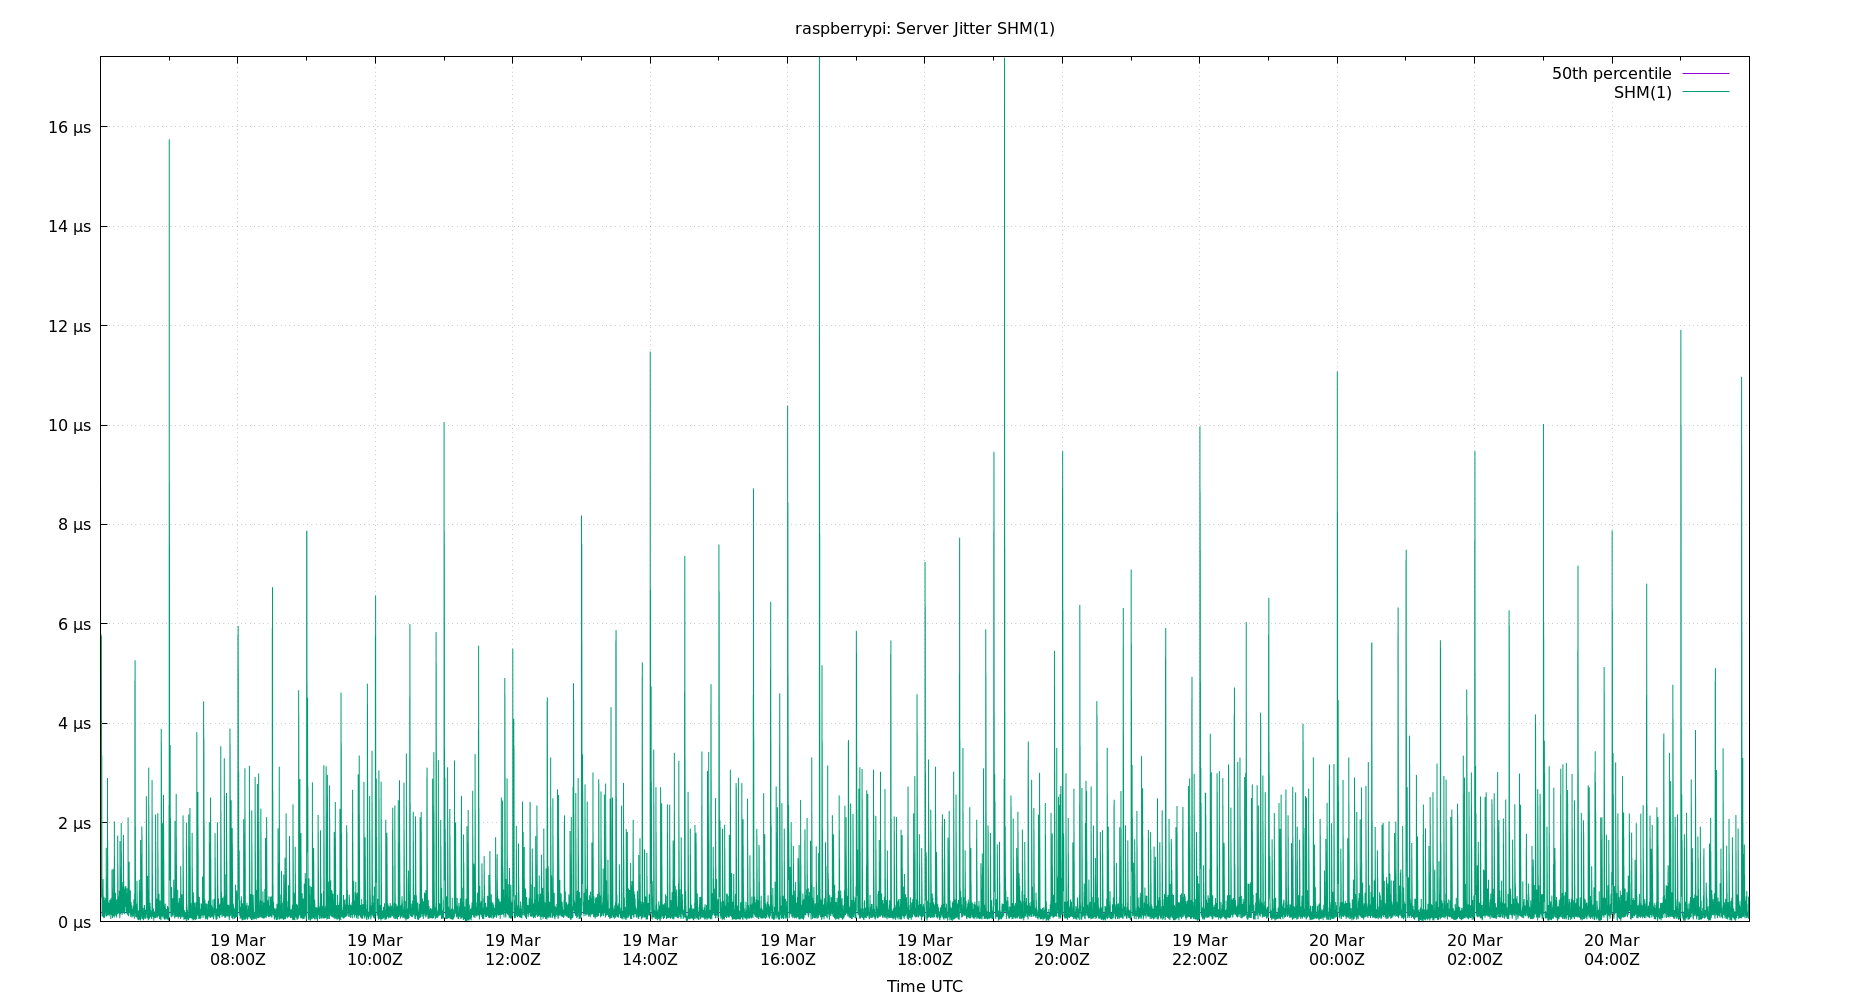 raspberrypi: Server Jitter SHM(1)
50th percentile
SHM(1)
16 µs
14 µs
12 µs
10 µs
8 µs
6 µs
4 µs
2 µs
0 µs
19 Mar 19 Mar 19 Mar 19 Mar 19 Mar 19 Mar 19 Mar 19 Mar 20 Mar 20 Mar 20 Mar
08:00Z 10:00Z 12:00Z 14:00Z 16:00Z 18:00Z 20:00Z 22:00Z 00:00Z 02:00Z 04:00Z
Time UTC